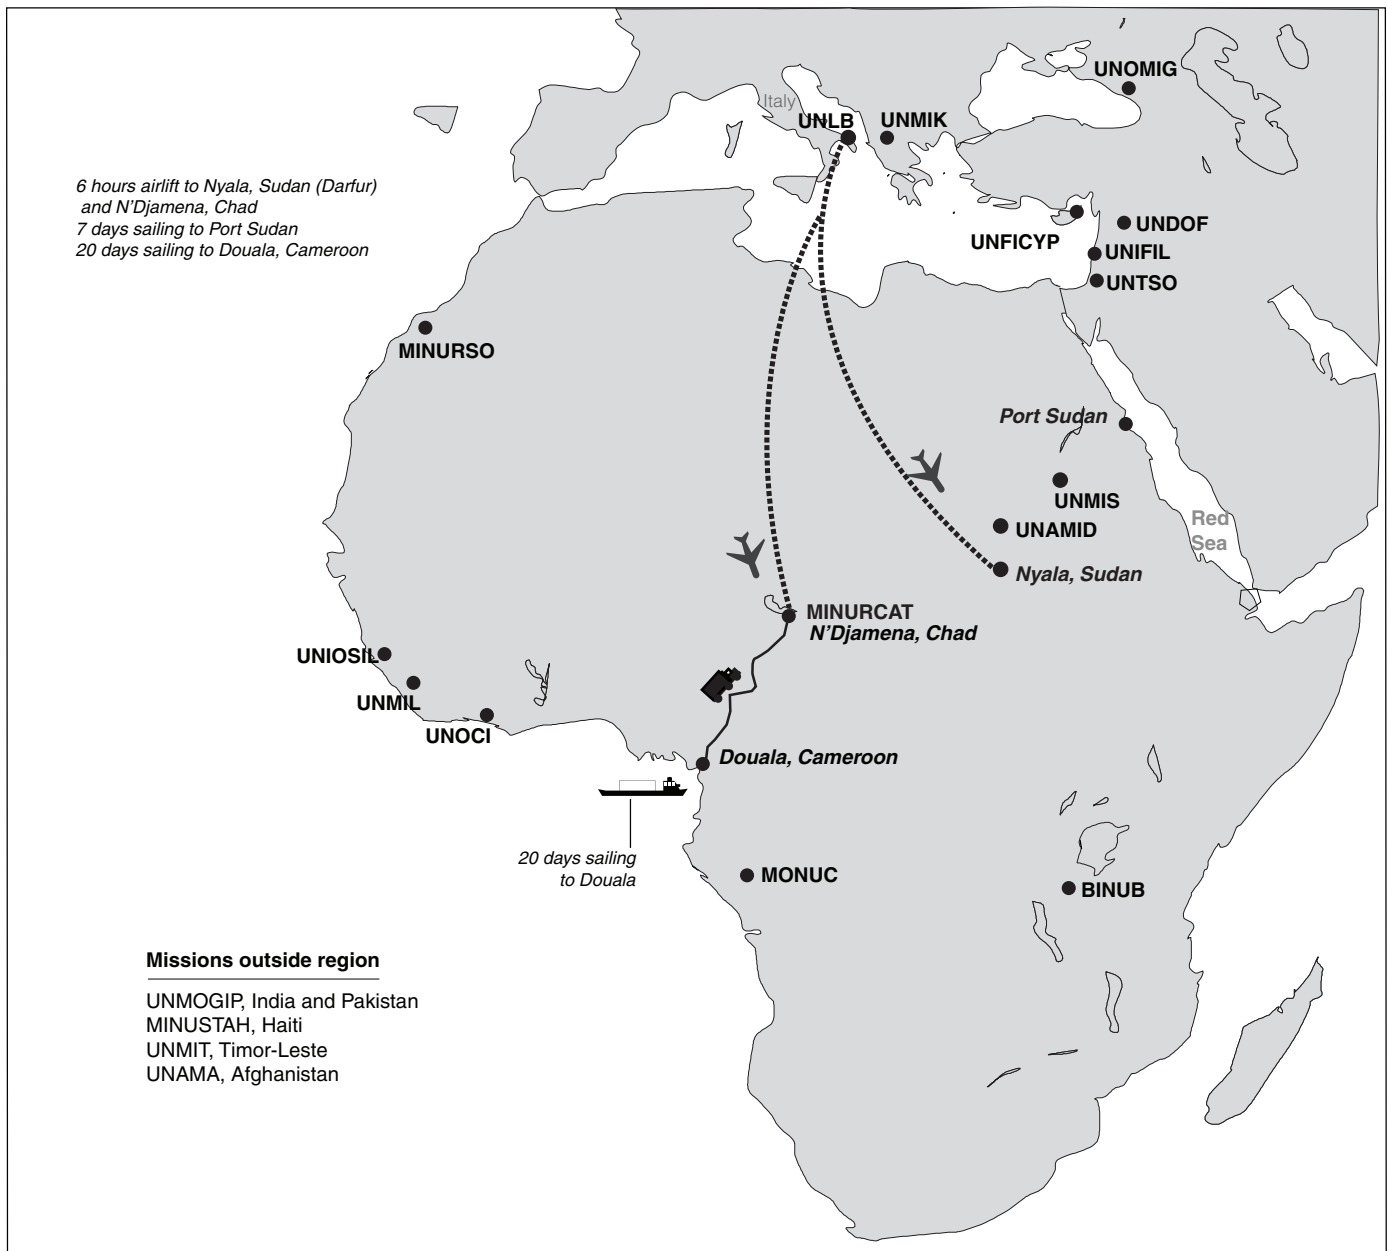 UNOMIG
Italy
UNLB
UNMIK
6 hours airlift to Nyala, Sudan (Darfur)
and N'Djamena, Chad
7 days sailing to Port Sudan
20 days sailing to Douala, Cameroon
UNDOF
UNFICYP
UNIFIL
UNTSO
MINURSO
Port Sudan
UNMIS
Red
Sea
UNAMID
Nyala, Sudan
MINURCAT
N'Djamena, Chad
UNIOSIL
UNMIL
UNOCI
Douala, Cameroon
20 days sailing
to Douala
MONUC
BINUB
Missions outside region
UNMOGIP, India and Pakistan
MINUSTAH, Haiti
UNMIT, Timor-Leste
UNAMA, Afghanistan